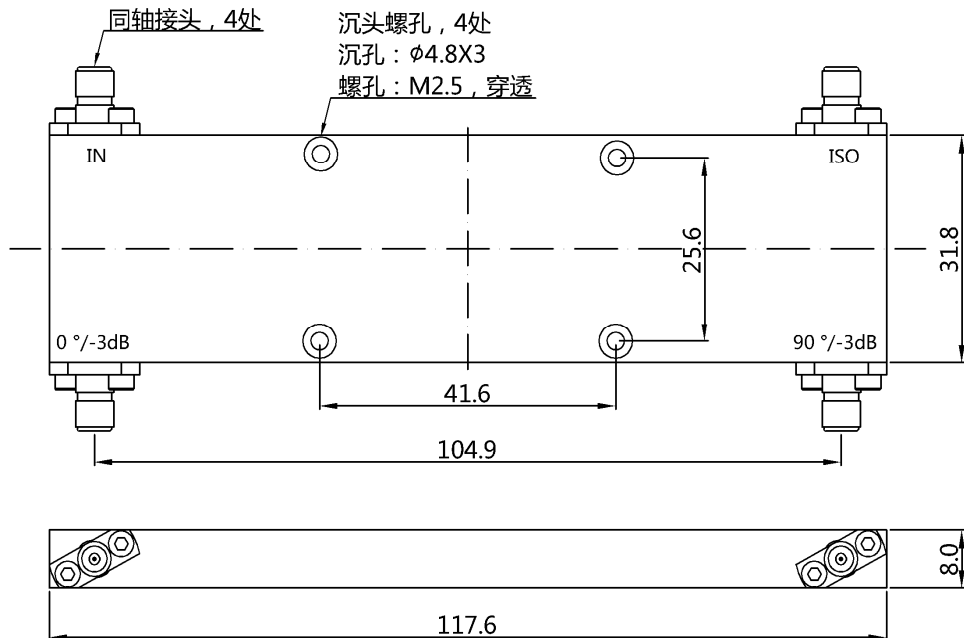 同轴接头，4处
沉头螺孔，4处
沉孔：φ4.8X3
螺孔：M2.5，穿透
IN
ISO
25.6
31.8
0 °/-3dB
90 °/-3dB
41.6
104.9
8.0
117.6